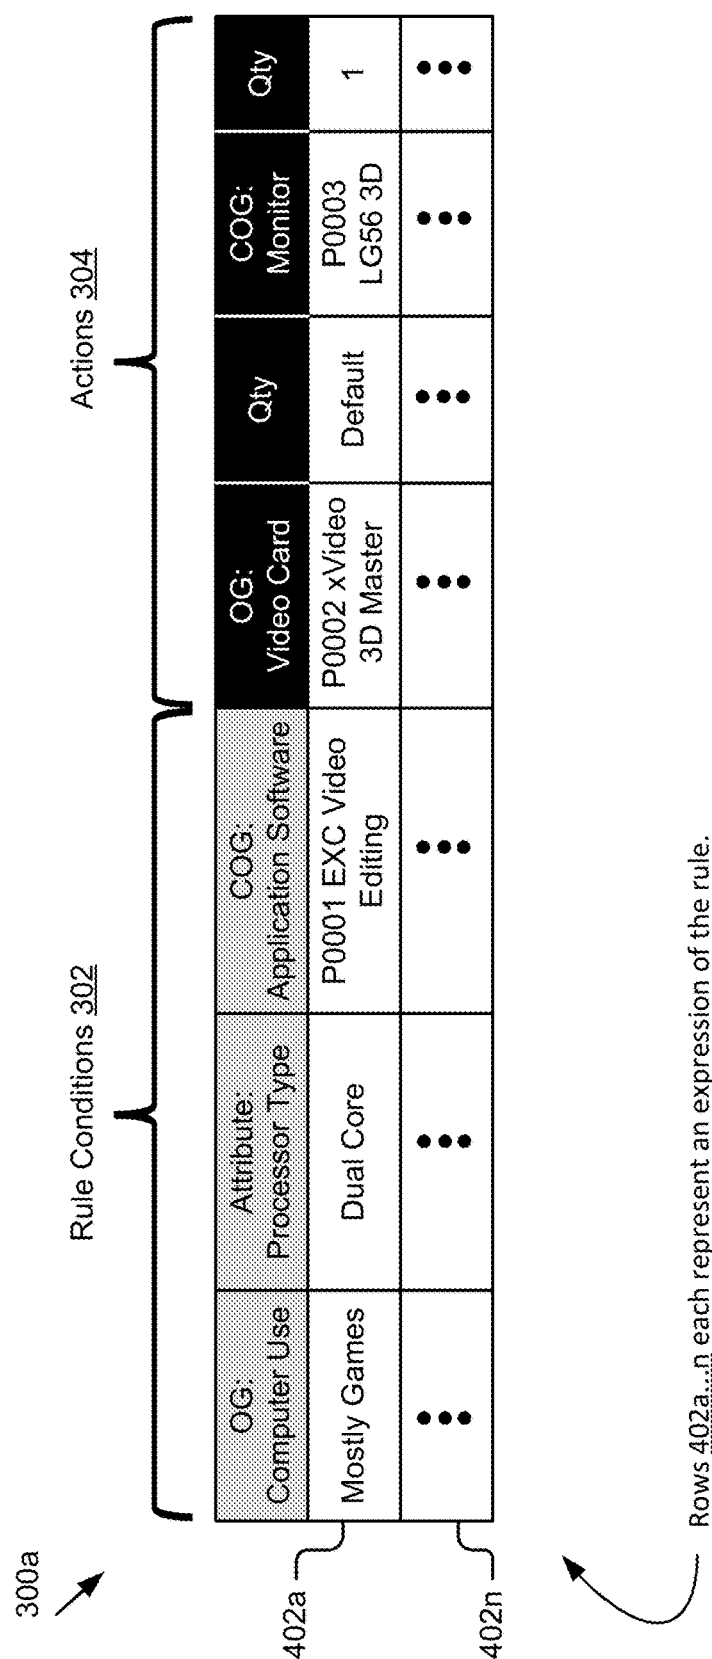 300a
Rule Conditions 302
Actions 304
OG:
Computer Use
Attribute:
Processor Type
COG:
Application Software
OG:
Video Card
Qty
COG:
Monitor
Qty
402a
Mostly Games
Dual Core
P0001 EXC Video
Editing
P0002 xVideo
3D Master
Default
P0003
LG56 3D
1
402n
Rows 402a...n each represent an expression of the rule.